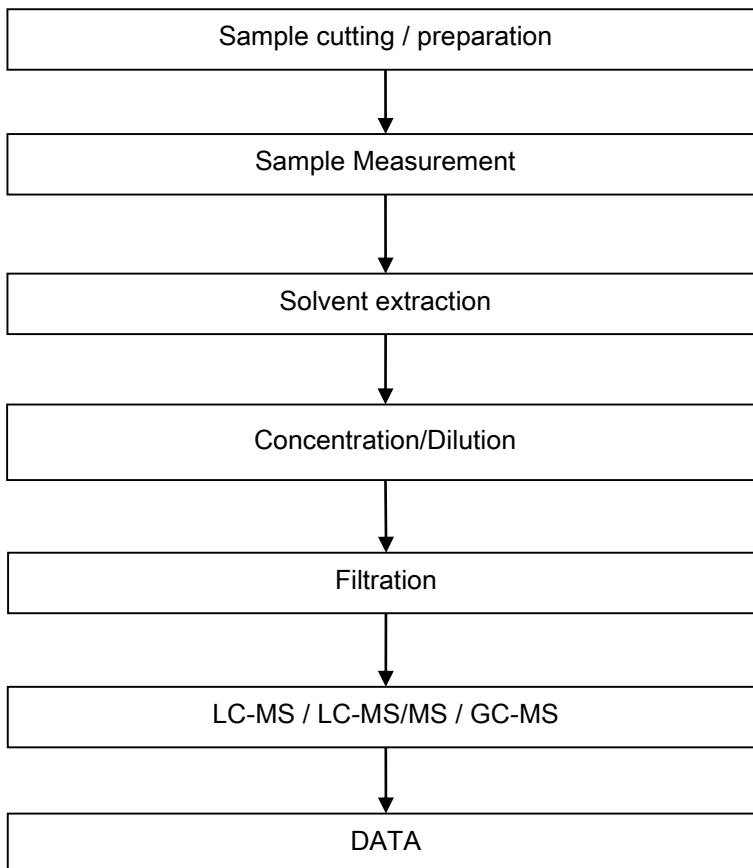 Sample cutting / preparation
Sample Measurement
Solvent extraction
Concentration/Dilution
Filtration
LC-MS / LC-MS/MS / GC-MS
DATA